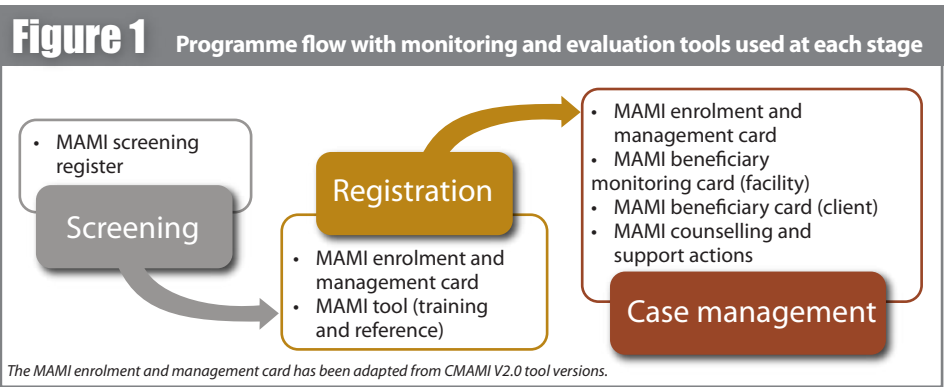 Figure 1 Programme flow with monitoring and evaluation tools used at each stage
• MAMI screening
register
Screening
Registration
• MAMI enrolment and
management card
• MAMI tool (training
and reference)
• MAMI enrolment and
management card
• MAMI beneficiary
monitoring card (facility)
• MAMI beneficiary card (client)
• MAMI counselling and
support actions
Case management
The MAMI enrolment and management card has been adapted from CMAMI V2.0 tool versions.